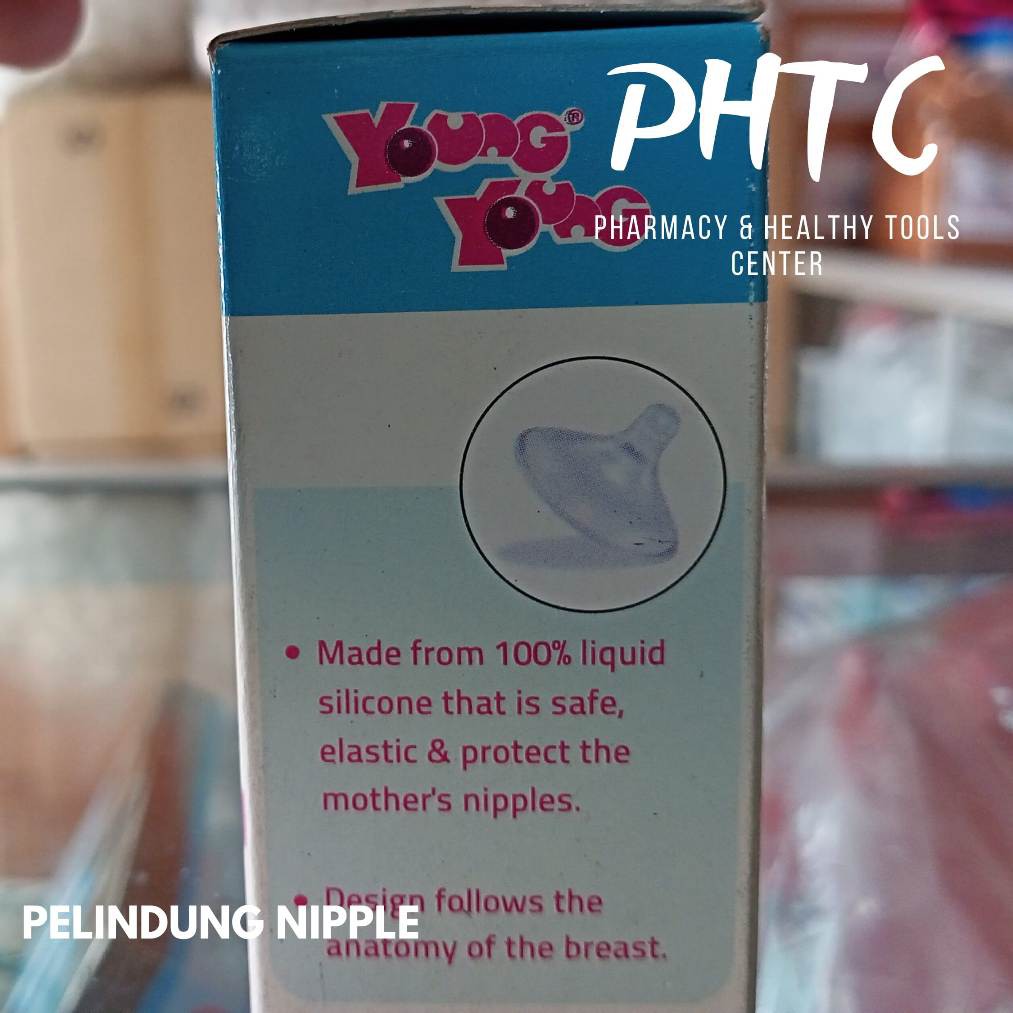 YOUNG®
YOUNG
PHTC
PHARMACY & HEALTHY TOOLS
CENTER
• Made from 100% liquid
silicone that is safe,
elastic & protect the
mother's nipples.
• Design follows the
anatomy of the breast.
PELINDUNG NIPPLE